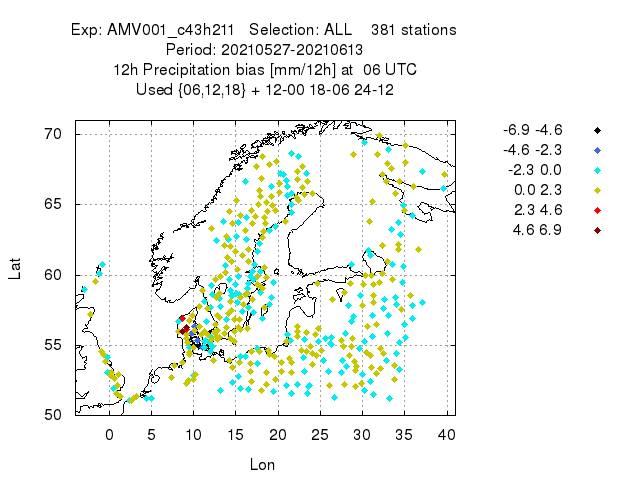 Exp: AMV001_c43h211 Selection: ALL 381 stations
Period: 20210527-20210613
12h Precipitation bias [mm/12h] at 06 UTC
Used {06,12,18} + 12-00 18-06 24-12
-6.9 -4.6
-4.6 -2.3
-2.3 0.0
0.0 2.3
2.3 4.6
4.6 6.9
70
65
60
55
50
Lat
0 5 10 15 20 25 30 35 40
Lon